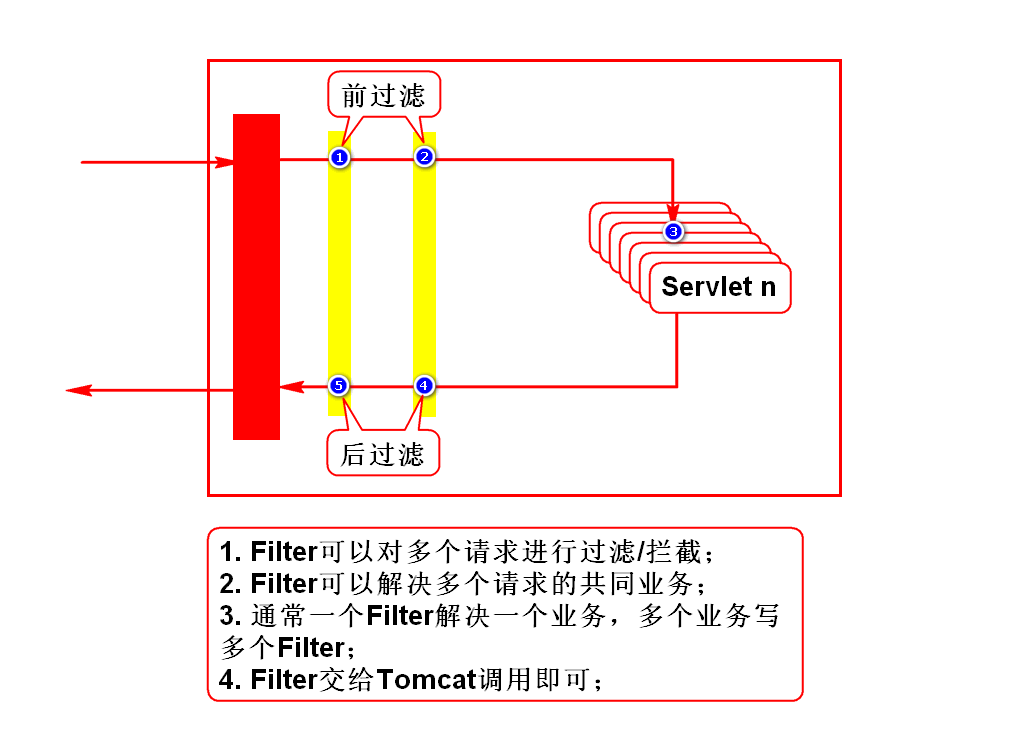 前过滤
1
2
3
Servlet n
5
4
后过滤
1. Filter可以对多个请求进行过滤/拦截；
2. Filter可以解决多个请求的共同业务；
3. 通常一个Filter解决一个业务，多个业务写
多个Filter；
4. Filter交给Tomcat调用即可；